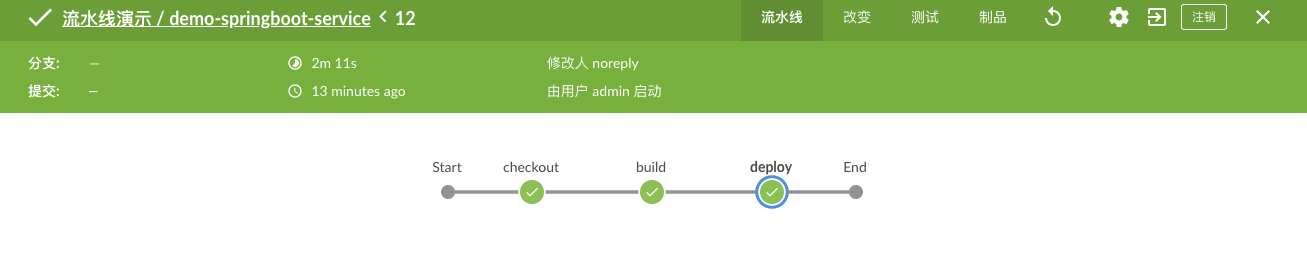 流水线演示 / demo-springboot-service < 12
流水线 改变 测试 制品 注销
分支: — 2m 11s 修改人 noreply
提交: — 13 minutes ago 由用户 admin 启动
Start checkout build deploy End